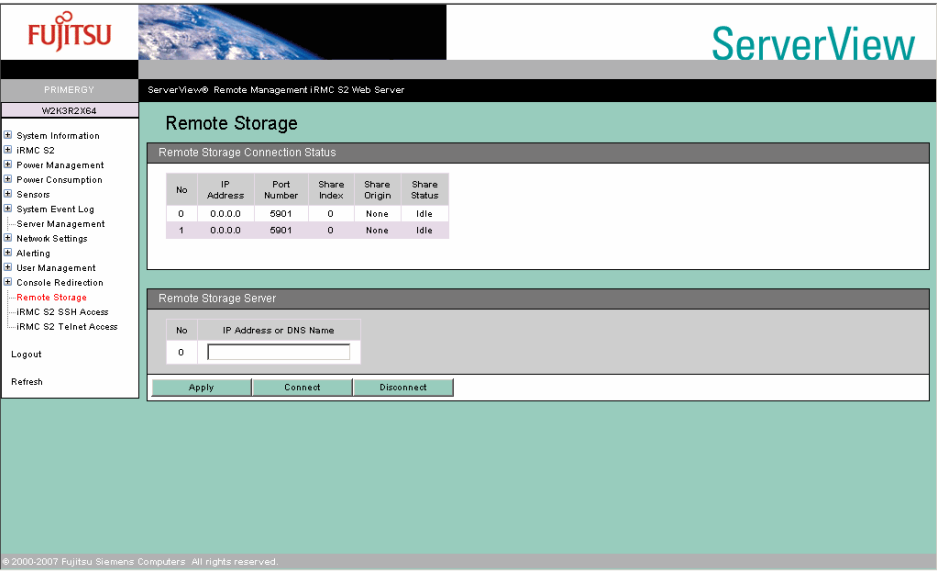 FUJITSU
ServerView
PRIMERGY
ServerView® Remote Management iRMC S2 Web Server
W2K3R2X64
System Information
iRMC S2
Power Management
Power Consumption
Sensors
System Event Log
Server Management
Network Settings
Alerting
User Management
Console Redirection
Remote Storage
iRMC S2 SSH Access
iRMC S2 Telnet Access
Logout
Refresh
Remote Storage
Remote Storage Connection Status
No IP Address Port Number Share Index Share Origin Share Status
0 0.0.0.0 5901 0 None Idle
1 0.0.0.0 5901 0 None Idle
Remote Storage Server
No IP Address or DNS Name
0
Apply Connect Disconnect
© 2000-2007 Fujitsu Siemens Computers All rights reserved.